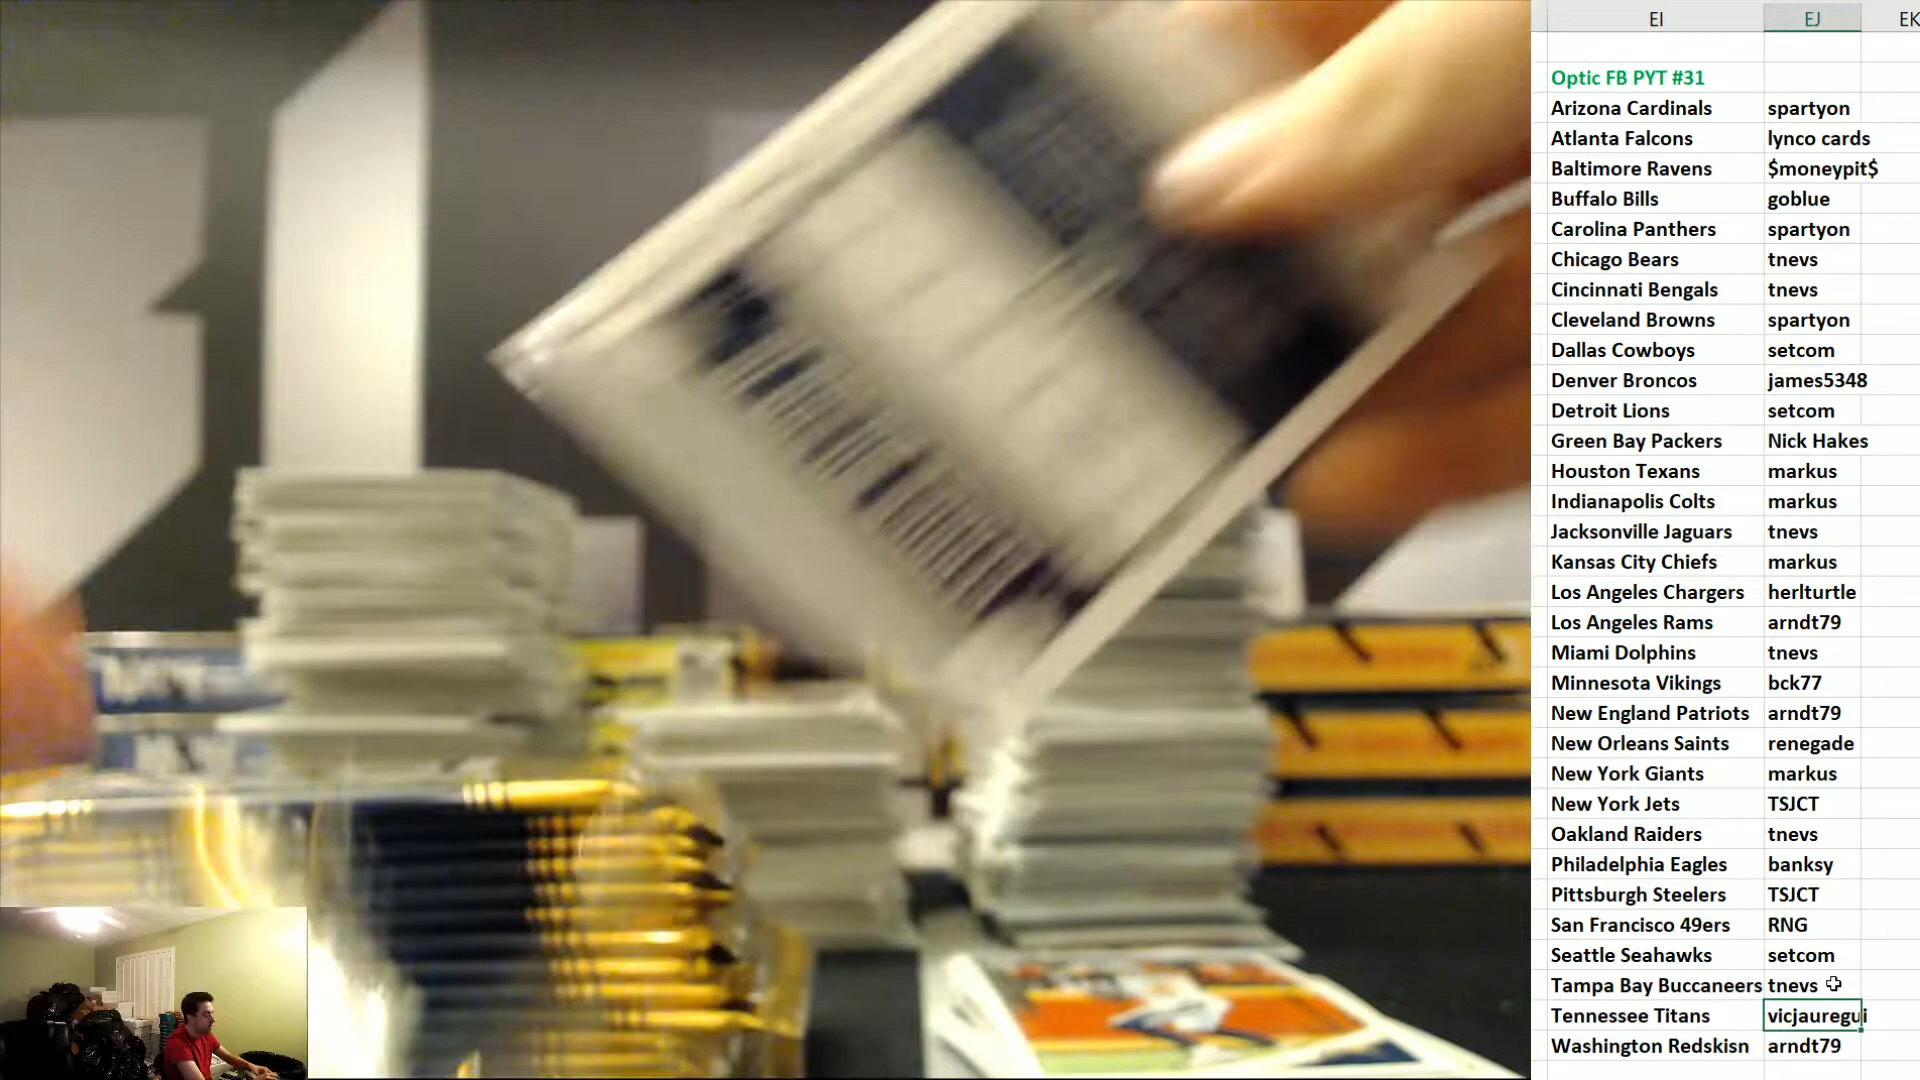 EI EJ EK
Optic FB PYT #31
Arizona Cardinals spartyon
Atlanta Falcons lynco cards
Baltimore Ravens $moneypit$
Buffalo Bills goblue
Carolina Panthers spartyon
Chicago Bears tnevs
Cincinnati Bengals tnevs
Cleveland Browns spartyon
Dallas Cowboys setcom
Denver Broncos james5348
Detroit Lions setcom
Green Bay Packers Nick Hakes
Houston Texans markus
Indianapolis Colts markus
Jacksonville Jaguars tnevs
Kansas City Chiefs markus
Los Angeles Chargers herlturtle
Los Angeles Rams arndt79
Miami Dolphins tnevs
Minnesota Vikings bck77
New England Patriots arndt79
New Orleans Saints renegade
New York Giants markus
New York Jets TSJCT
Oakland Raiders tnevs
Philadelphia Eagles banksy
Pittsburgh Steelers TSJCT
San Francisco 49ers RNG
Seattle Seahawks setcom
Tampa Bay Buccaneers tnevs
Tennessee Titans vicjauregui
Washington Redskisn arndt79